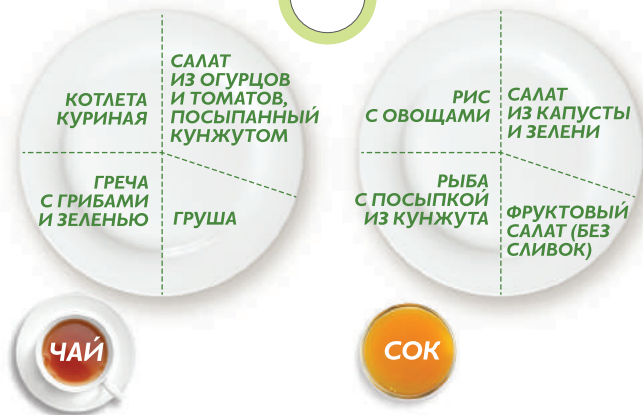 КОТЛЕТА
КУРИНАЯ
САЛАТ
ИЗ ОГУРЦОВ
И ТОМАТОВ,
ПОСЫПАННЫЙ
КУНЖУТОМ
ГРЕЧА
С ГРИБАМИ
И ЗЕЛЕНЬЮ
ГРУША
ЧАЙ
РИС
С ОВОЩАМИ
САЛАТ
ИЗ КАПУСТЫ
И ЗЕЛЕНИ
РЫБА
С ПОСЫПКОЙ
ИЗ КУНЖУТА
ФРУКТОВЫЙ
САЛАТ (БЕЗ
СЛИВОК)
СОК